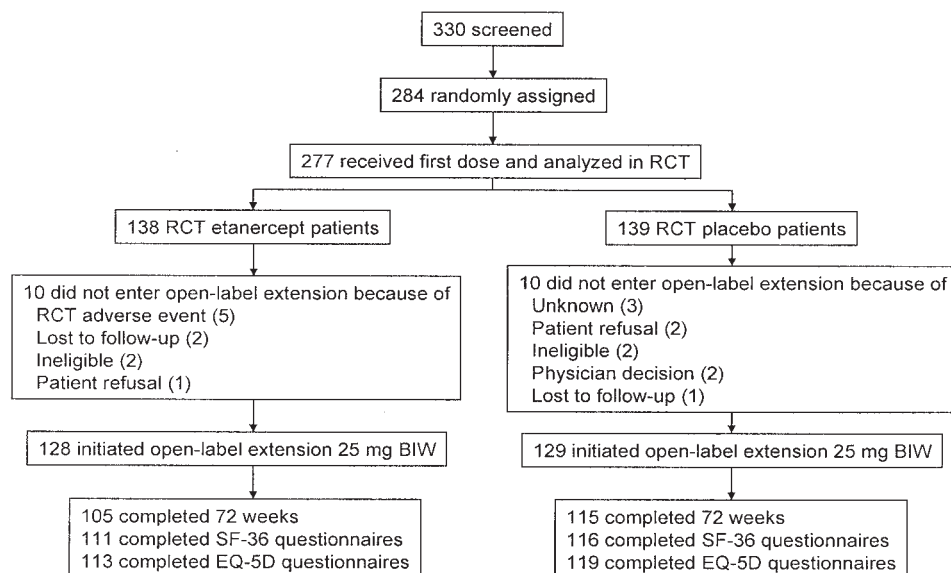 330 screened
284 randomly assigned
277 received first dose and analyzed in RCT
138 RCT etanercept patients
139 RCT placebo patients
10 did not enter open-label extension because of
RCT adverse event (5)
Lost to follow-up (2)
Ineligible (2)
Patient refusal (1)
10 did not enter open-label extension because of
Unknown (3)
Patient refusal (2)
Ineligible (2)
Physician decision (2)
Lost to follow-up (1)
128 initiated open-label extension 25 mg BIW
129 initiated open-label extension 25 mg BIW
105 completed 72 weeks
111 completed SF-36 questionnaires
113 completed EQ-5D questionnaires
115 completed 72 weeks
116 completed SF-36 questionnaires
119 completed EQ-5D questionnaires